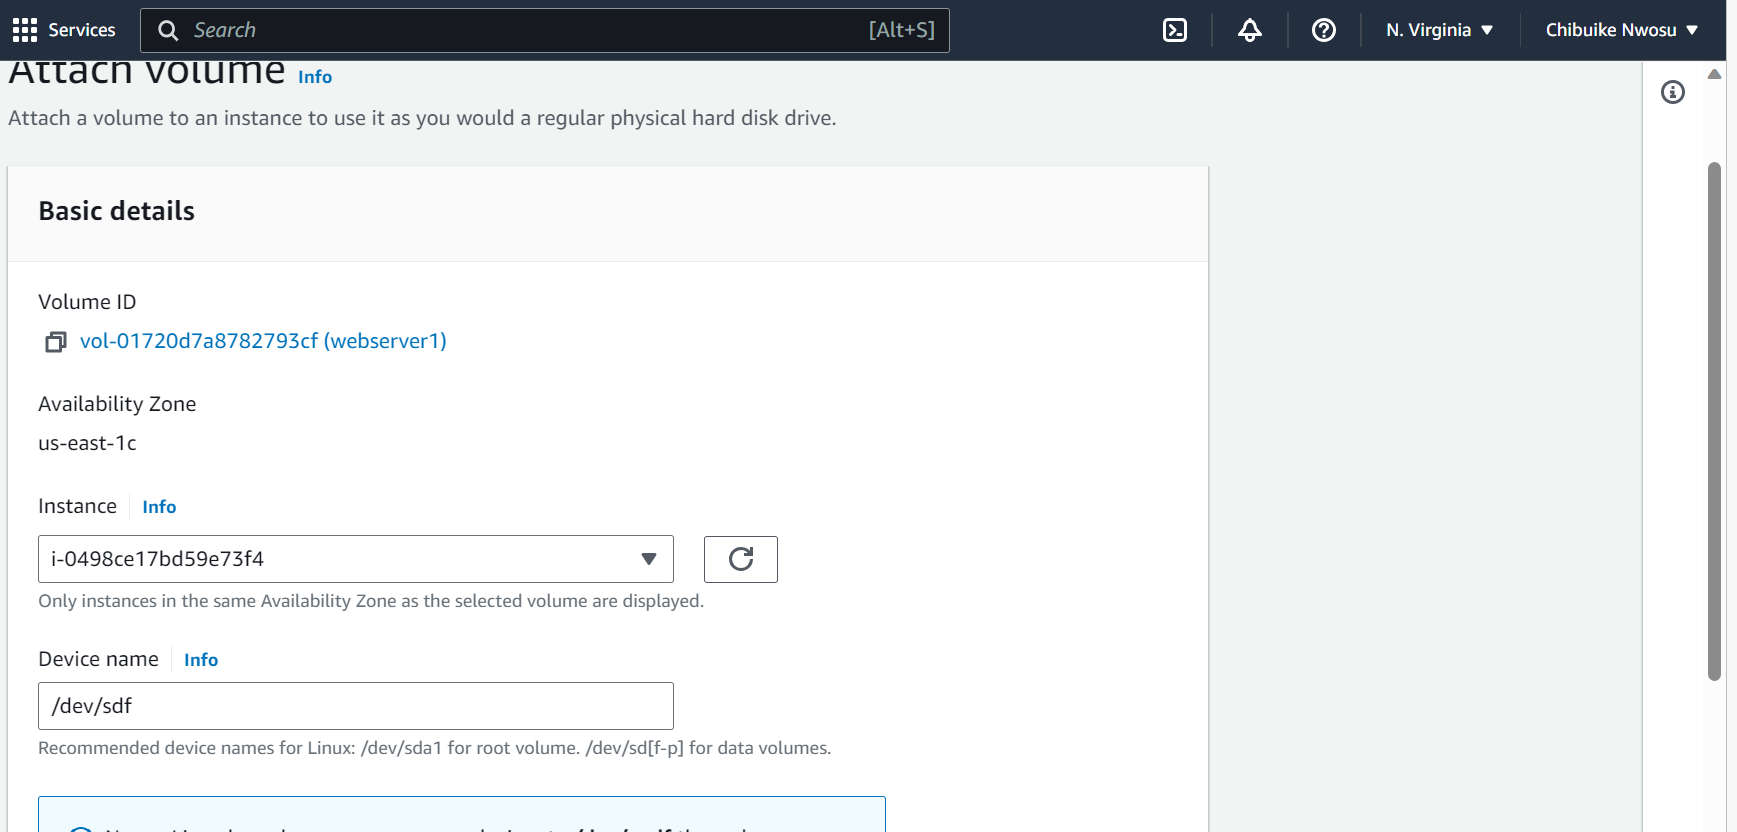 Services
Search [Alt+S]
N. Virginia
Chibuike Nwosu
Attach volume Info
Attach a volume to an instance to use it as you would a regular physical hard disk drive.
Basic details
Volume ID
vol-01720d7a8782793cf (webserver1)
Availability Zone
us-east-1c
Instance Info
i-0498ce17bd59e73f4
Only instances in the same Availability Zone as the selected volume are displayed.
Device name Info
/dev/sdf
Recommended device names for Linux: /dev/sda1 for root volume. /dev/sd[f-p] for data volumes.